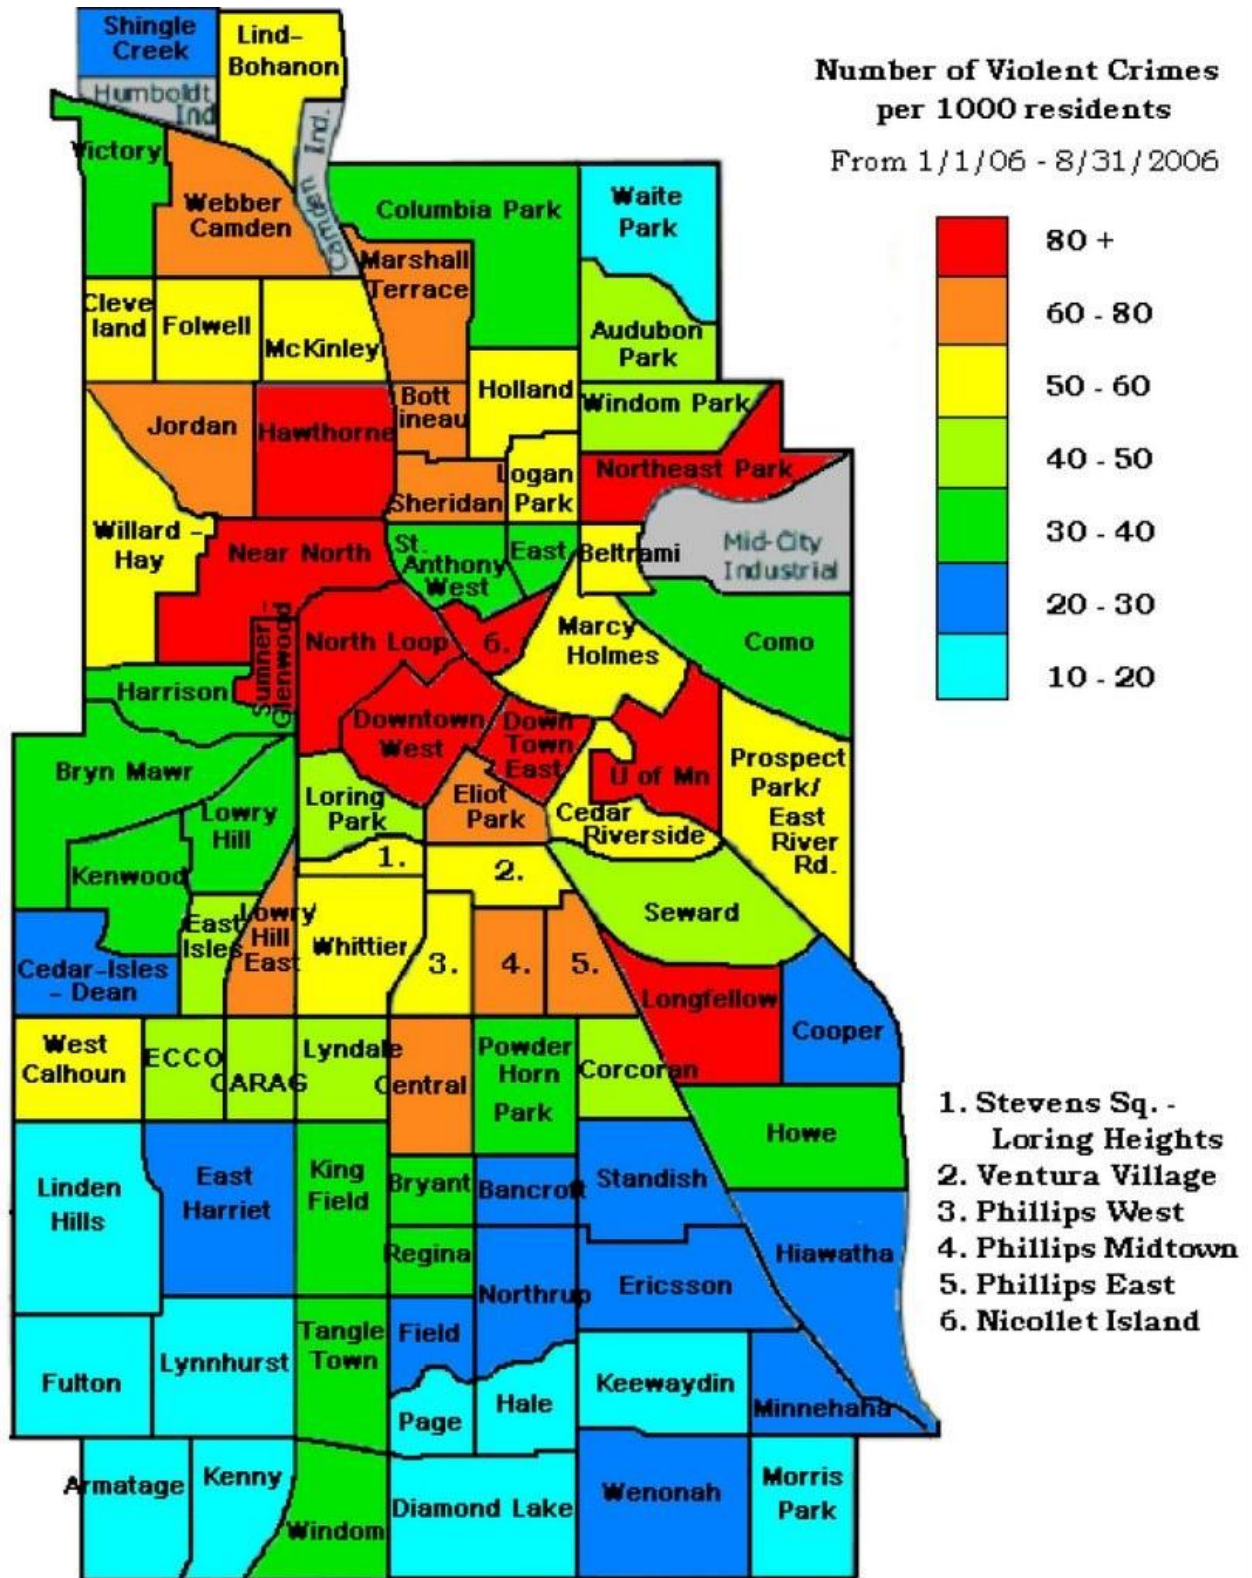 Shingle
Creek
Lind-
Bohanon
Humboldt
Ind
Camden Ind.
Victory
Webber
Camden
Columbia Park
Waite
Park
Marshall
Terrace
Cleve
land
Folwell
McKinley
Audubon
Park
Holland
Bott
ineau
Windom Park
Jordan
Hawthorne
Logan
Park
Northeast Park
Sheridan
Willard -
Hay
Near North
St.
Anthony
West
East
Beltrami
Mid-City
Industrial
Sumner-
Glenwood
North Loop
6.
Marcy
Holmes
Como
Harrison
Downtown
West
Down
Town
East
U of Mn
Prospect
Park/
East
River
Rd.
Bryn Mawr
Lowry
Hill
Loring
Park
Eliot
Park
Cedar
Riverside
1.
2.
Kenwood
East
Isles
Lowry
Hill
East
Whittier
3.
4.
5.
Seward
Cedar-Isles
- Dean
Longfellow
Cooper
West
Calhoun
ECCO
CARAG
Lyndale
Central
Powder
Horn
Park
Corcoran
Howe
Linden
Hills
East
Harriet
King
Field
Bryant
Bancroft
Standish
Regina
Hiawatha
Northrup
Ericsson
Fulton
Lynnhurst
Tangle
Town
Field
Page
Hale
Keewaydin
Minnehaha
Armatage
Kenny
Windom
Diamond Lake
Wenonah
Morris
Park
Number of Violent Crimes
per 1000 residents
From 1/1/06 - 8/31/2006
80 +
60 - 80
50 - 60
40 - 50
30 - 40
20 - 30
10 - 20
1. Stevens Sq. -
Loring Heights
2. Ventura Village
3. Phillips West
4. Phillips Midtown
5. Phillips East
6. Nicollet Island